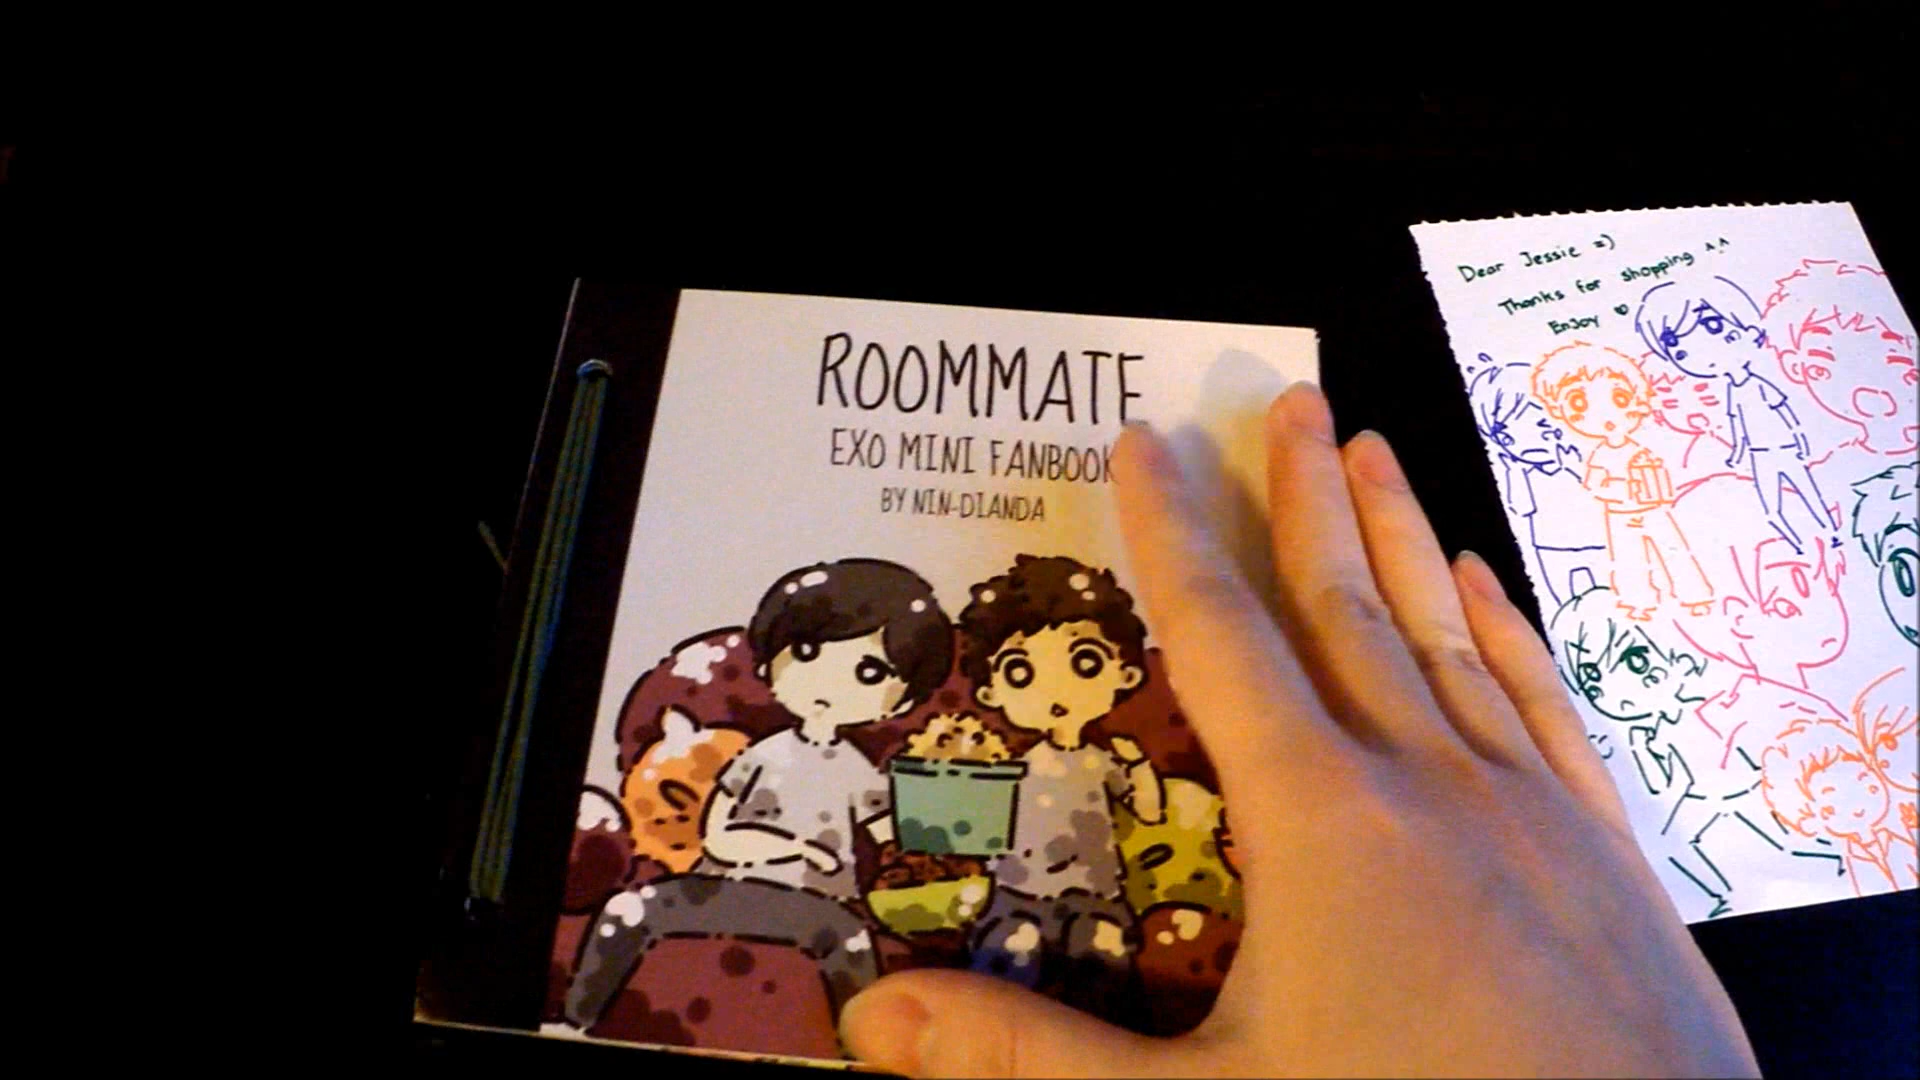 ROOMMATE
EXO MINI FANBOOK
BY NIN-DIANDA
Dear Jessie =)
Thanks for shopping ^.^
Enjoy ♡